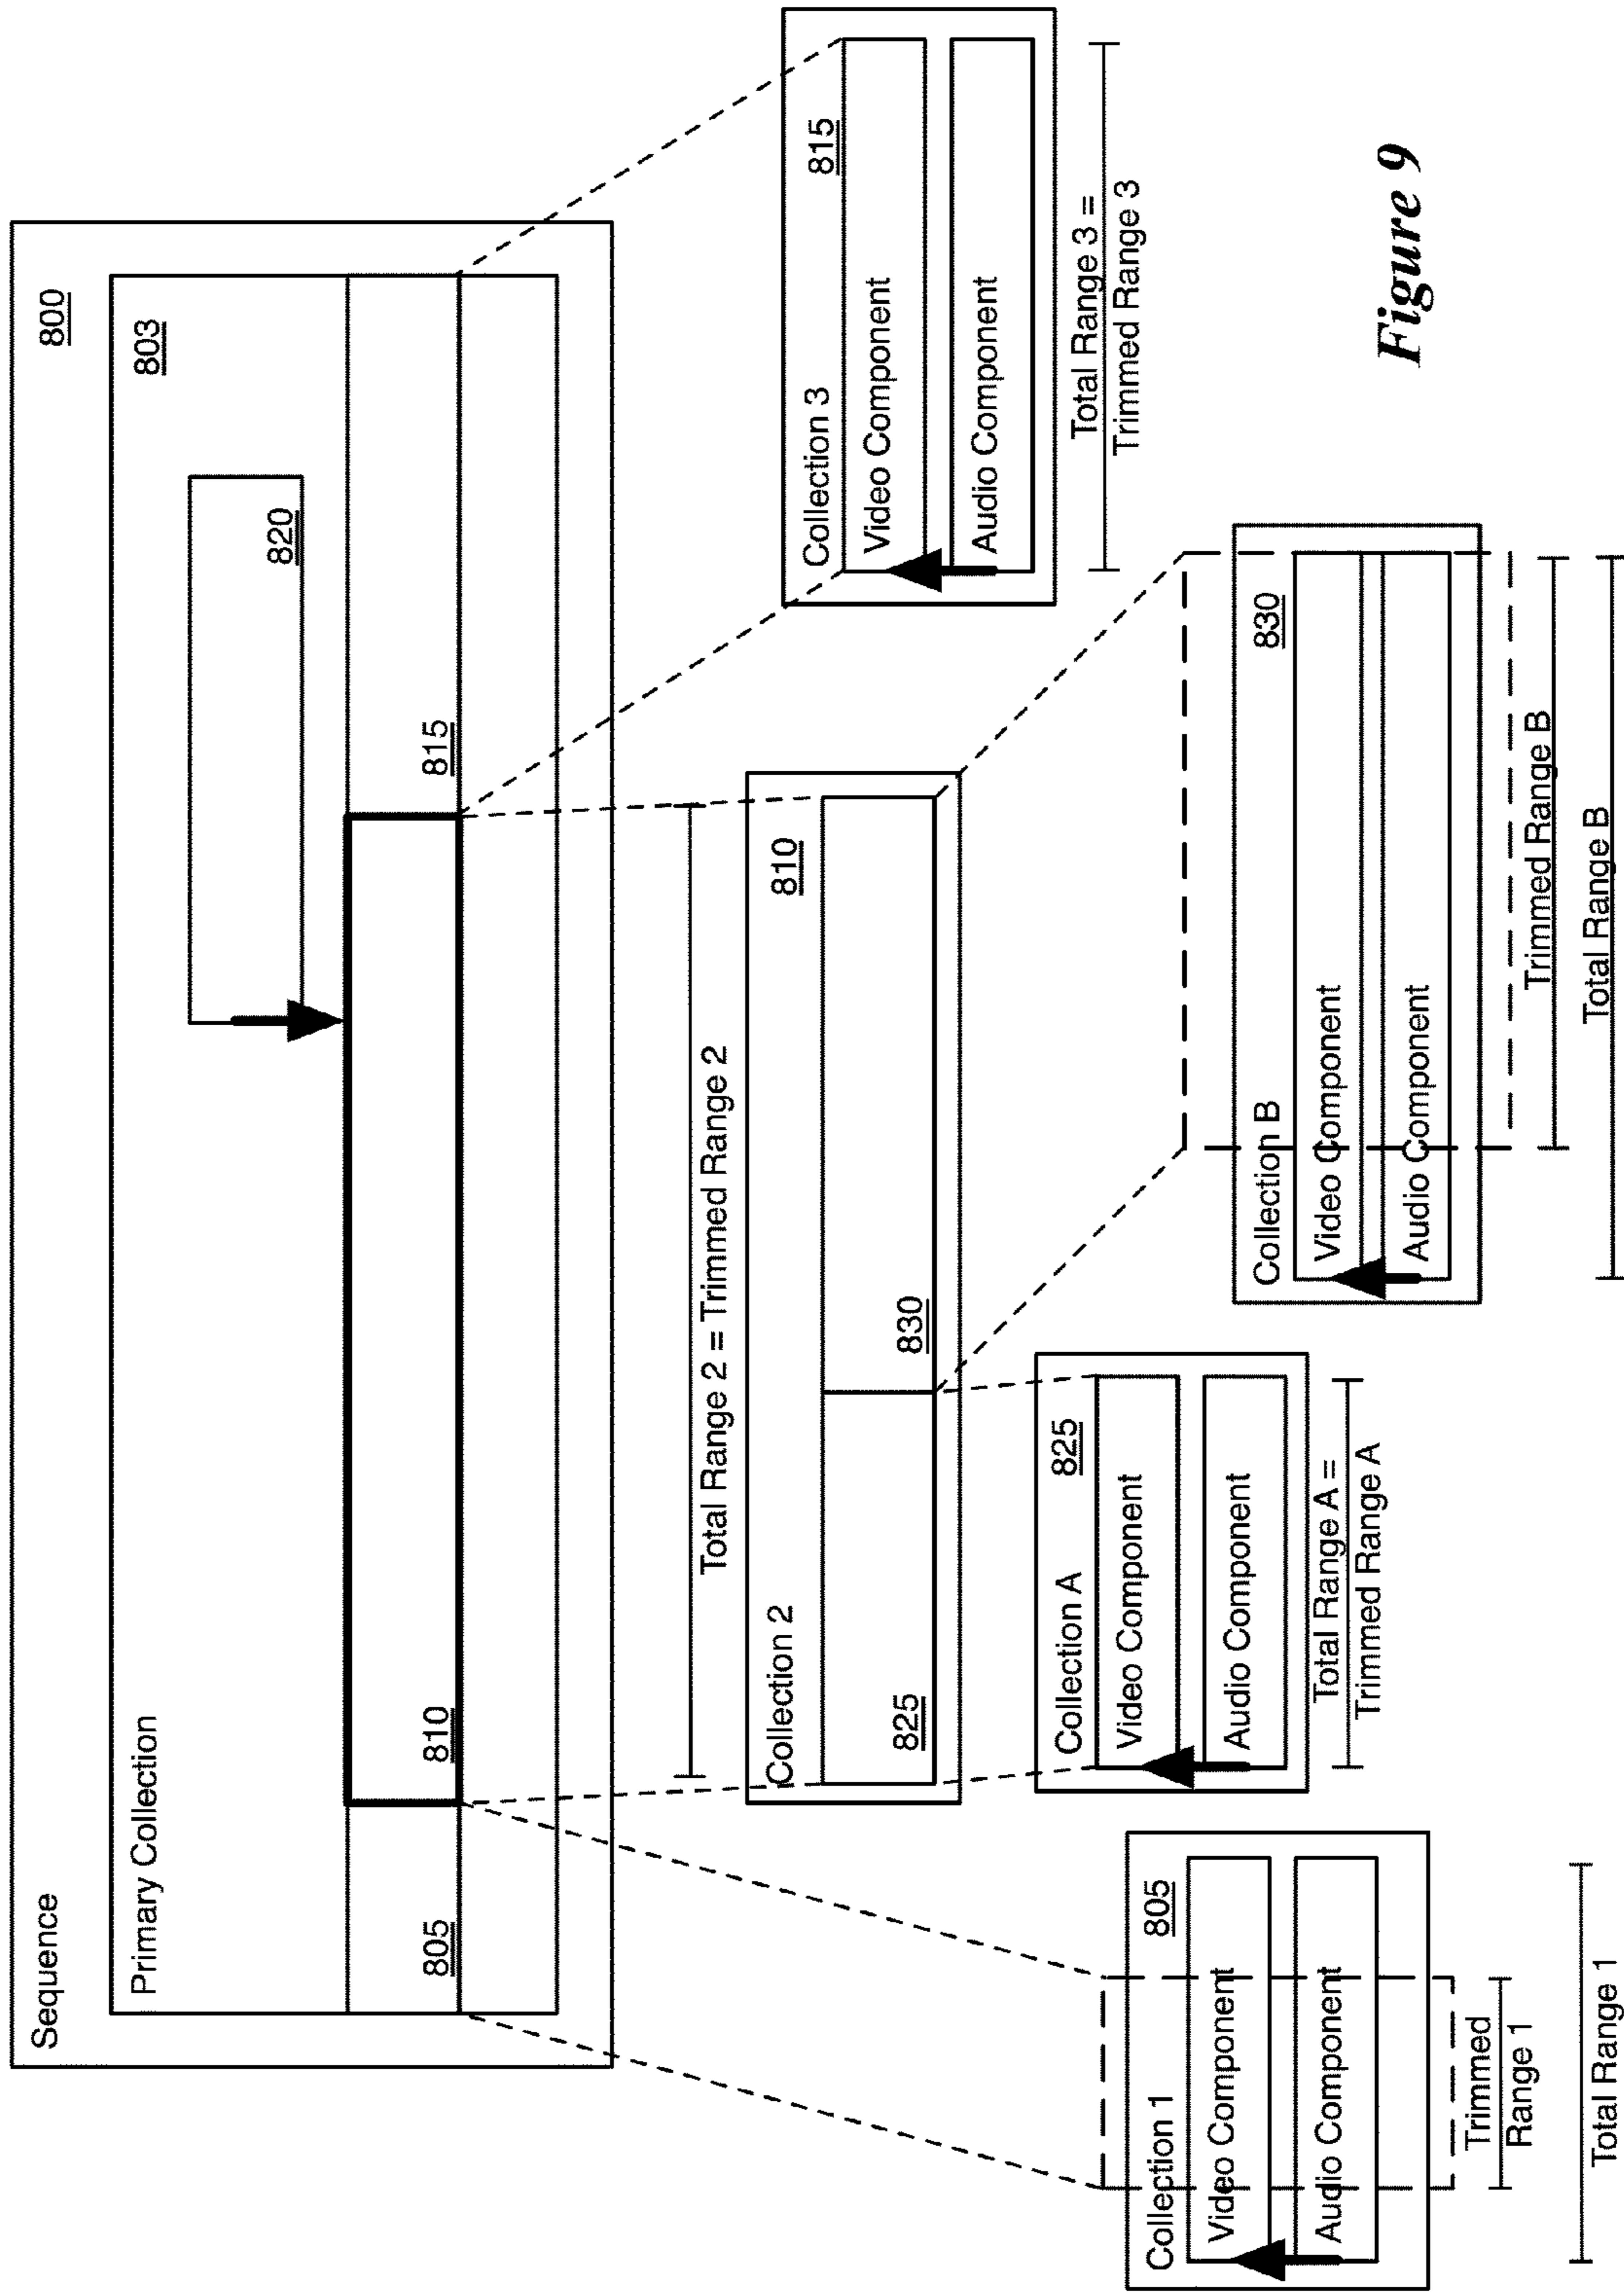 Sequence
800
Primary Collection
803
820
805
810
815
Total Range 2 = Trimmed Range 2
Collection 2
810
825
830
Collection 3
815
Video Component
Audio Component
Total Range 3 =
Trimmed Range 3
Collection 1
805
Video Component
Audio Component
Trimmed
Range 1
Total Range 1
Collection A
825
Video Component
Audio Component
Total Range A =
Trimmed Range A
Collection B
830
Video Component
Audio Component
Trimmed Range B
Total Range B
Figure 9